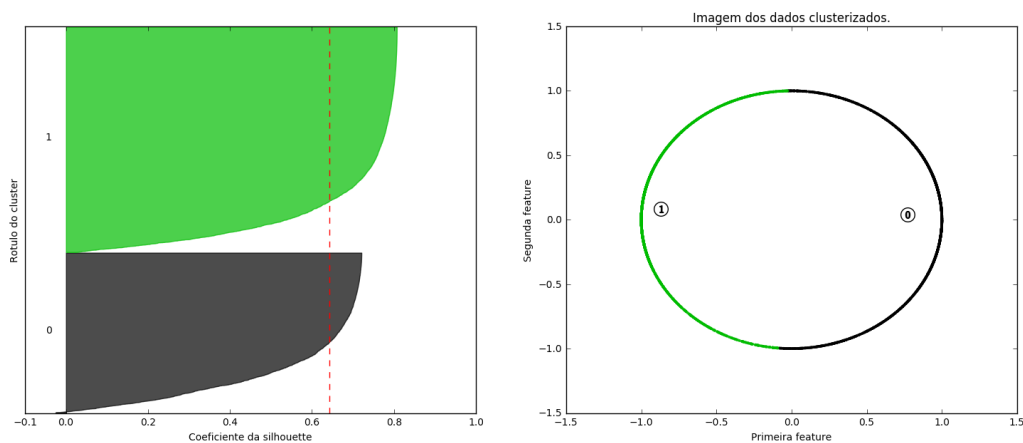 1
0
Rotulo do cluster
−0.1 0.0 0.2 0.4 0.6 0.8 1.0
Coeficiente da silhouette
Imagem dos dados clusterizados.
1.5
1.0
0.5
0.0
−0.5
−1.0
−1.5
Segunda feature
1
0
−1.5 −1.0 −0.5 0.0 0.5 1.0 1.5
Primeira feature